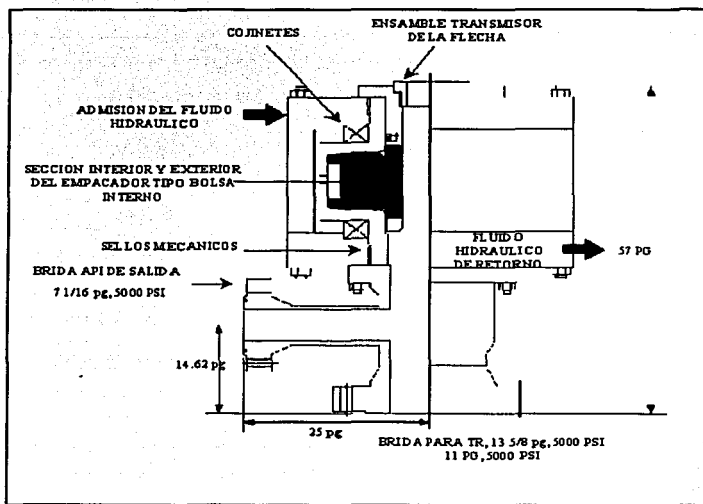 ENSAMBLE TRANSMISOR
DE LA FLECHA
COJINETES
ADMISION DEL FLUIDO
HIDRAULICO
SECCION INTERIOR Y EXTERIOR
DEL EMPACADOR TIPO BOLSA
INTERNO
SELLOS MECANICOS
FLUIDO
HIDRAULICO
DE RETORNO
57 PG
BRIDA API DE SALIDA
7 1/16 pg, 5000 PSI
14.62 pg
25 pg
BRIDA PARA TR, 13 5/8 pg, 5000 PSI
11 PG, 5000 PSI